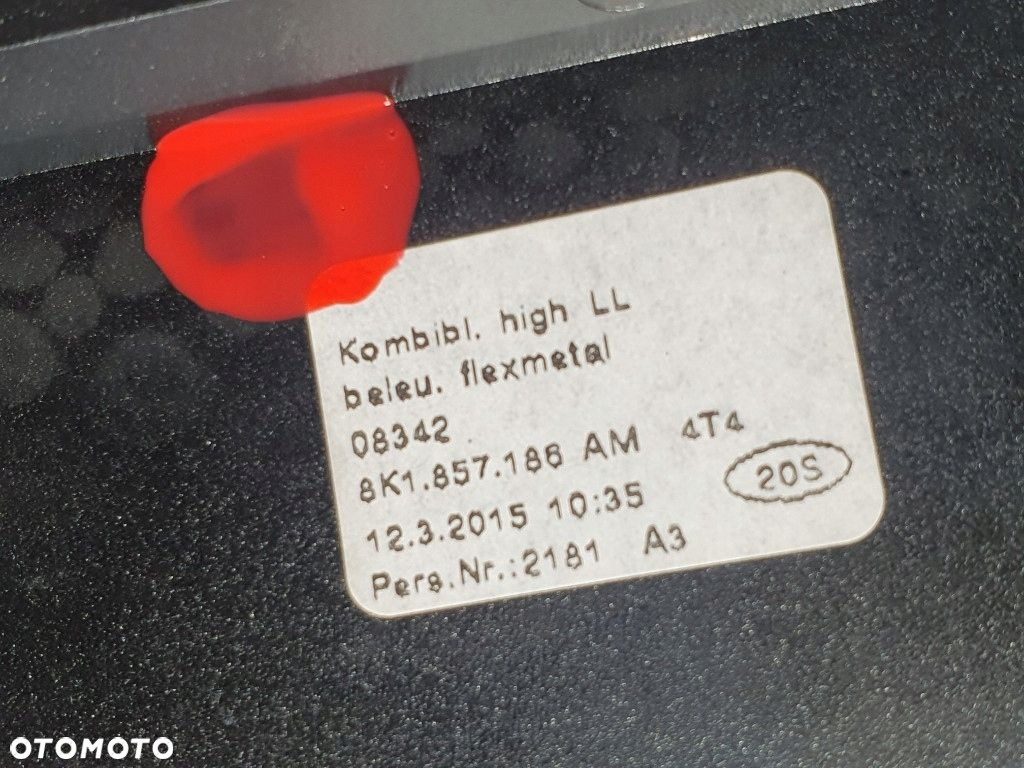 Kombibl. high LL
beleu. flexmetal
08342
8K1.857.186 AM 4T4
20S
12.3.2015 10:35
Pers.Nr.:2181 A3
OTOMOTO